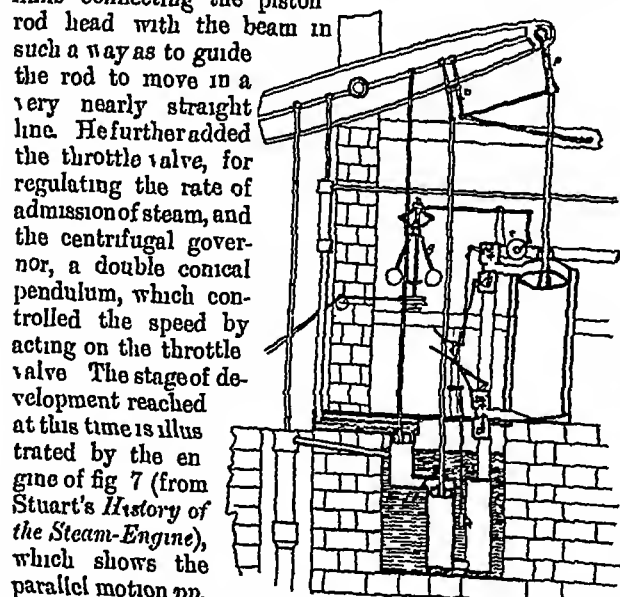 links connecting the piston
rod head with the beam in
such a way as to guide
the rod to move in a
very nearly straight
line. He further added
the throttle valve, for
regulating the rate of
admission of steam, and
the centrifugal gover-
nor, a double conical
pendulum, which con-
trolled the speed by
acting on the throttle
valve The stage of de-
velopment reached
at this time is illus
trated by the en
gine of fig 7 (from
Stuart's History of
the Steam-Engine),
which shows the
parallel motion pp,